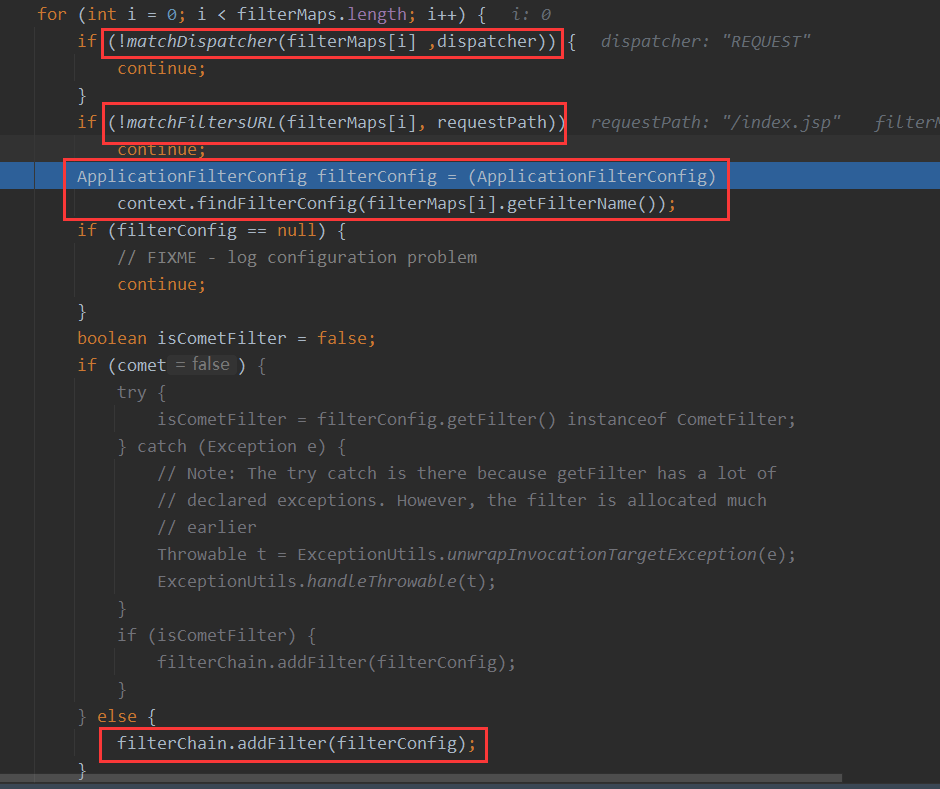 for (int i = 0; i < filterMaps.length; i++) {   i: 0
    if (!matchDispatcher(filterMaps[i] ,dispatcher)) {   dispatcher: "REQUEST"
        continue;
    }
    if (!matchFiltersURL(filterMaps[i], requestPath))   requestPath: "/index.jsp"
        continue;
    ApplicationFilterConfig filterConfig = (ApplicationFilterConfig)
        context.findFilterConfig(filterMaps[i].getFilterName());
    if (filterConfig == null) {
        // FIXME - log configuration problem
        continue;
    }
    boolean isCometFilter = false;
    if (comet = false ) {
        try {
            isCometFilter = filterConfig.getFilter() instanceof CometFilter;
        } catch (Exception e) {
            // Note: The try catch is there because getFilter has a lot of
            // declared exceptions. However, the filter is allocated much
            // earlier
            Throwable t = ExceptionUtils.unwrapInvocationTargetException(e);
            ExceptionUtils.handleThrowable(t);
        }
        if (isCometFilter) {
            filterChain.addFilter(filterConfig);
        }
    } else {
        filterChain.addFilter(filterConfig);
    }